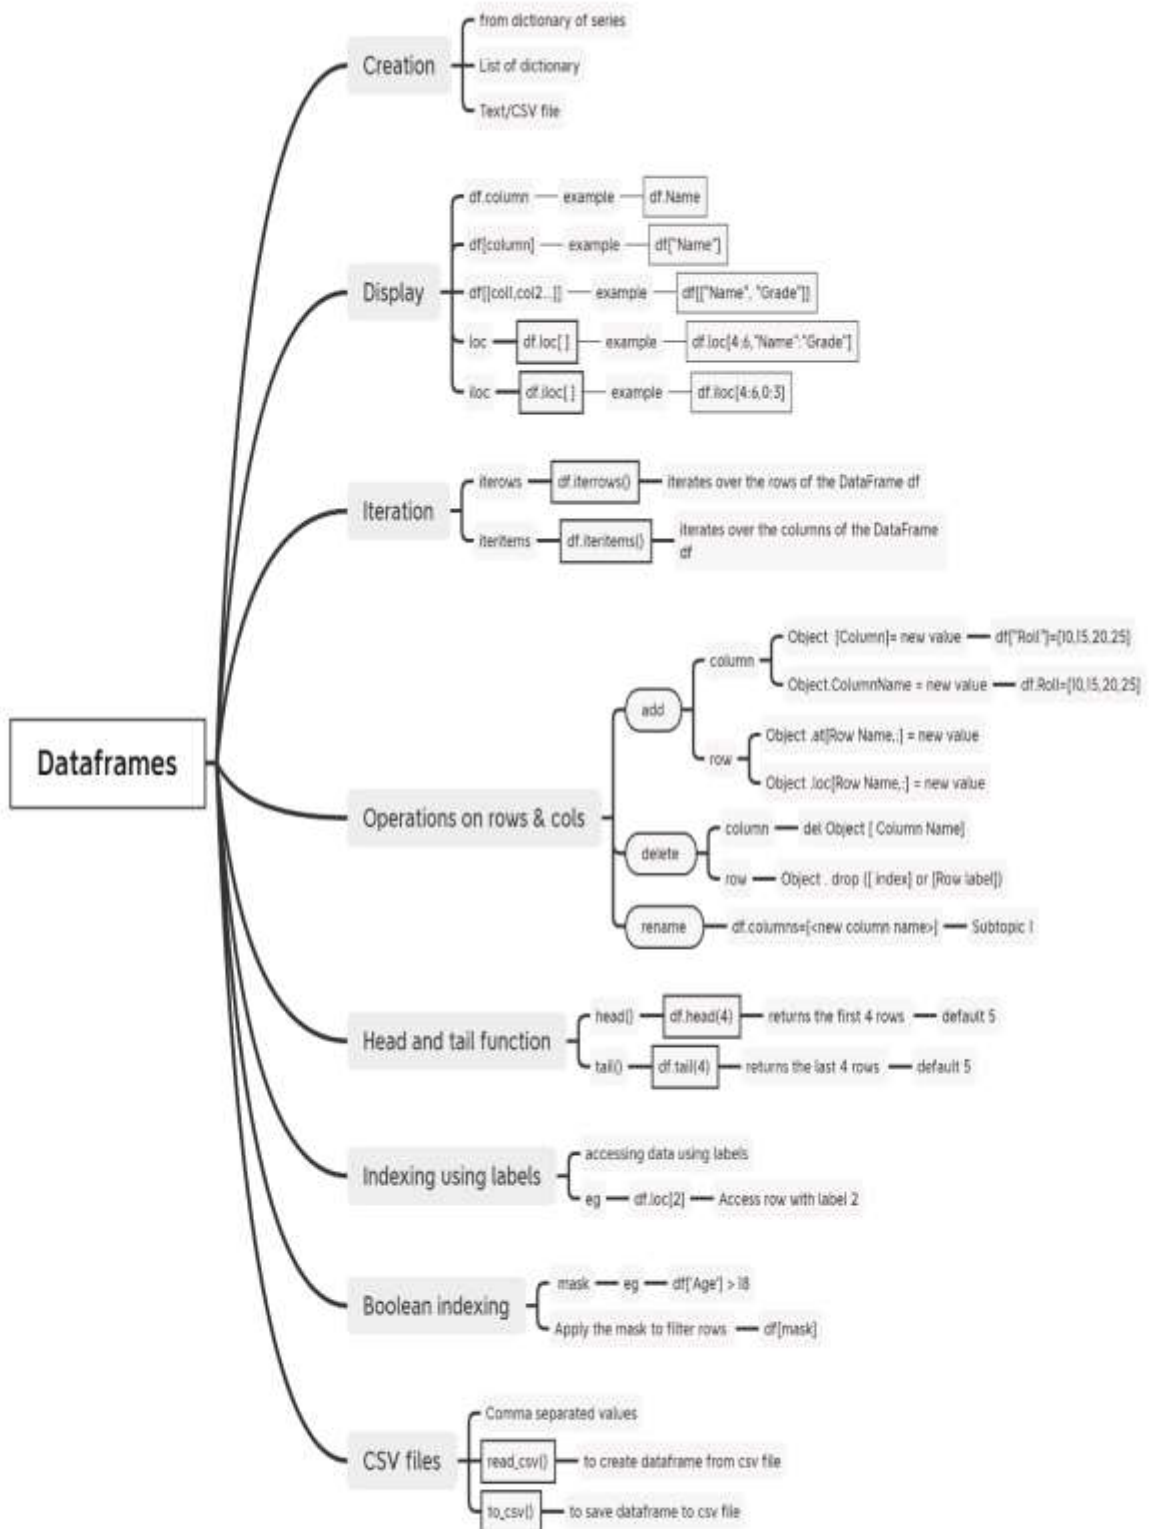 Dataframes
Creation
from dictionary of series
List of dictionary
Text/CSV file
Display
df.column example df.Name
df[column] example df["Name"]
df[[col1,col2...]] example df[["Name", "Grade"]]
loc df.loc[ ] example df.loc[4:6,"Name":"Grade"]
iloc df.iloc[ ] example df.iloc[4:6,0:3]
Iteration
iterows df.iterrows() iterates over the rows of the DataFrame df
iteritems df.iteritems() iterates over the columns of the DataFrame
df
Operations on rows & cols
add
column
Object [Column]= new value df["Roll"]=[10,15,20,25]
Object.ColumnName = new value df.Roll=[10,15,20,25]
row
Object .at[Row Name,:] = new value
Object .loc[Row Name,:] = new value
delete
column del Object [ Column Name]
row Object . drop ([ index] or [Row label])
rename df.columns=[<new column name>] Subtopic 1
Head and tail function
head() df.head(4) returns the first 4 rows default 5
tail() df.tail(4) returns the last 4 rows default 5
Indexing using labels
accessing data using labels
eg df.loc[2] Access row with label 2
Boolean indexing
mask eg df['Age'] > 18
Apply the mask to filter rows df[mask]
CSV files
Comma separated values
read_csv() to create dataframe from csv file
to_csv() to save dataframe to csv file